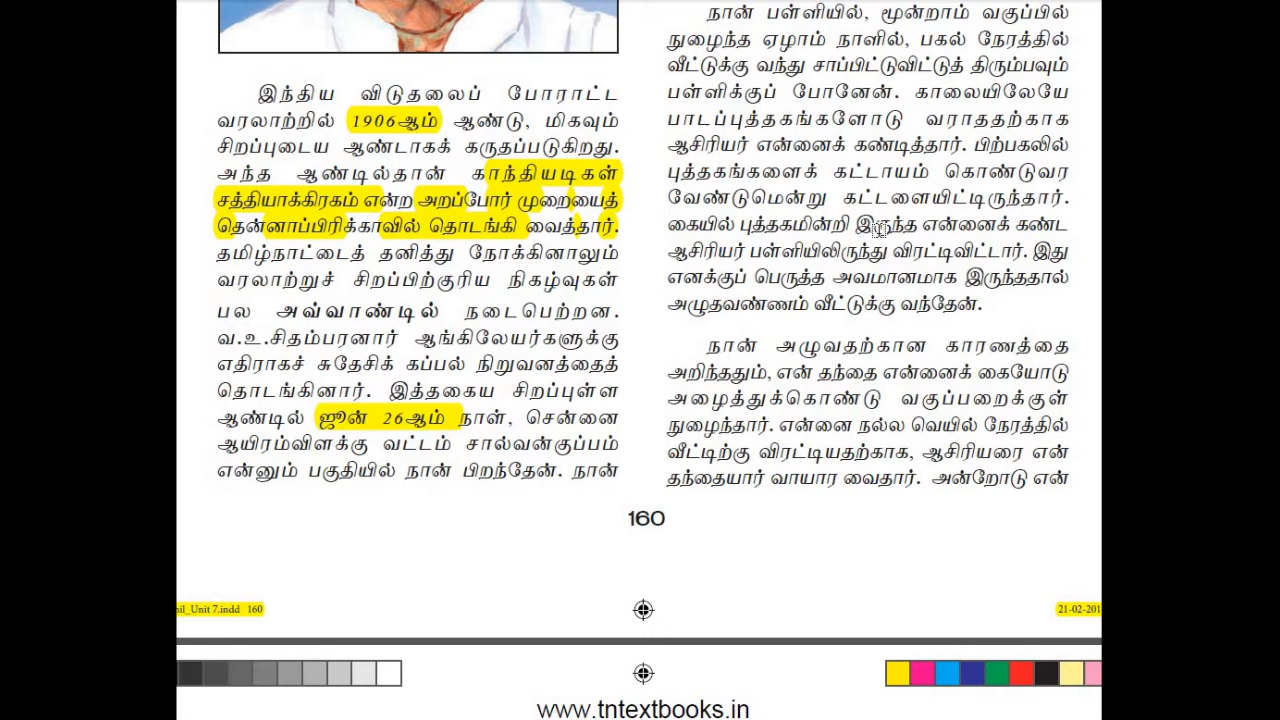 இந்திய விடுதலைப் போராட்ட
வரலாற்றில் 1906ஆம் ஆண்டு, மிகவும்
சிறப்புடைய ஆண்டாகக் கருதப்படுகிறது.
அந்த ஆண்டில்தான் காந்தியடிகள்
சத்தியாக்கிரகம் என்ற அறப்போர் முறையைத்
தென்னாப்பிரிக்காவில் தொடங்கி வைத்தார்.
தமிழ்நாட்டைத் தனித்து நோக்கினாலும்
வரலாற்றுச் சிறப்பிற்குரிய நிகழ்வுகள்
பல அவ்வாண்டில் நடைபெற்றன.
வ.உ.சிதம்பரனார் ஆங்கிலேயர்களுக்கு
எதிராகச் சுதேசிக் கப்பல் நிறுவனத்தைத்
தொடங்கினார். இத்தகைய சிறப்புள்ள
ஆண்டில் ஜூன் 26ஆம் நாள், சென்னை
ஆயிரம்விளக்கு வட்டம் சால்வன்குப்பம்
என்னும் பகுதியில் நான் பிறந்தேன். நான்
நான் பள்ளியில், மூன்றாம் வகுப்பில்
நுழைந்த ஏழாம் நாளில், பகல் நேரத்தில்
வீட்டுக்கு வந்து சாப்பிட்டுவிட்டுத் திரும்பவும்
பள்ளிக்குப் போனேன். காலையிலேயே
பாடப்புத்தகங்களோடு வராததற்காக
ஆசிரியர் என்னைக் கண்டித்தார். பிற்பகலில்
புத்தகங்களைக் கட்டாயம் கொண்டுவர
வேண்டுமென்று கட்டளையிட்டிருந்தார்.
கையில் புத்தகமின்றி இருந்த என்னைக் கண்ட
ஆசிரியர் பள்ளியிலிருந்து விரட்டிவிட்டார். இது
எனக்குப் பெருத்த அவமானமாக இருந்ததால்
அழுதவண்ணம் வீட்டுக்கு வந்தேன்.
நான் அழுவதற்கான காரணத்தை
அறிந்ததும், என் தந்தை என்னைக் கையோடு
அழைத்துக்கொண்டு வகுப்பறைக்குள்
நுழைந்தார். என்னை நல்ல வெயில் நேரத்தில்
வீட்டிற்கு விரட்டியதற்காக, ஆசிரியரை என்
தந்தையார் வாயார வைதார். அன்றோடு என்
160
Unit 7.indd 160
www.tntextbooks.in